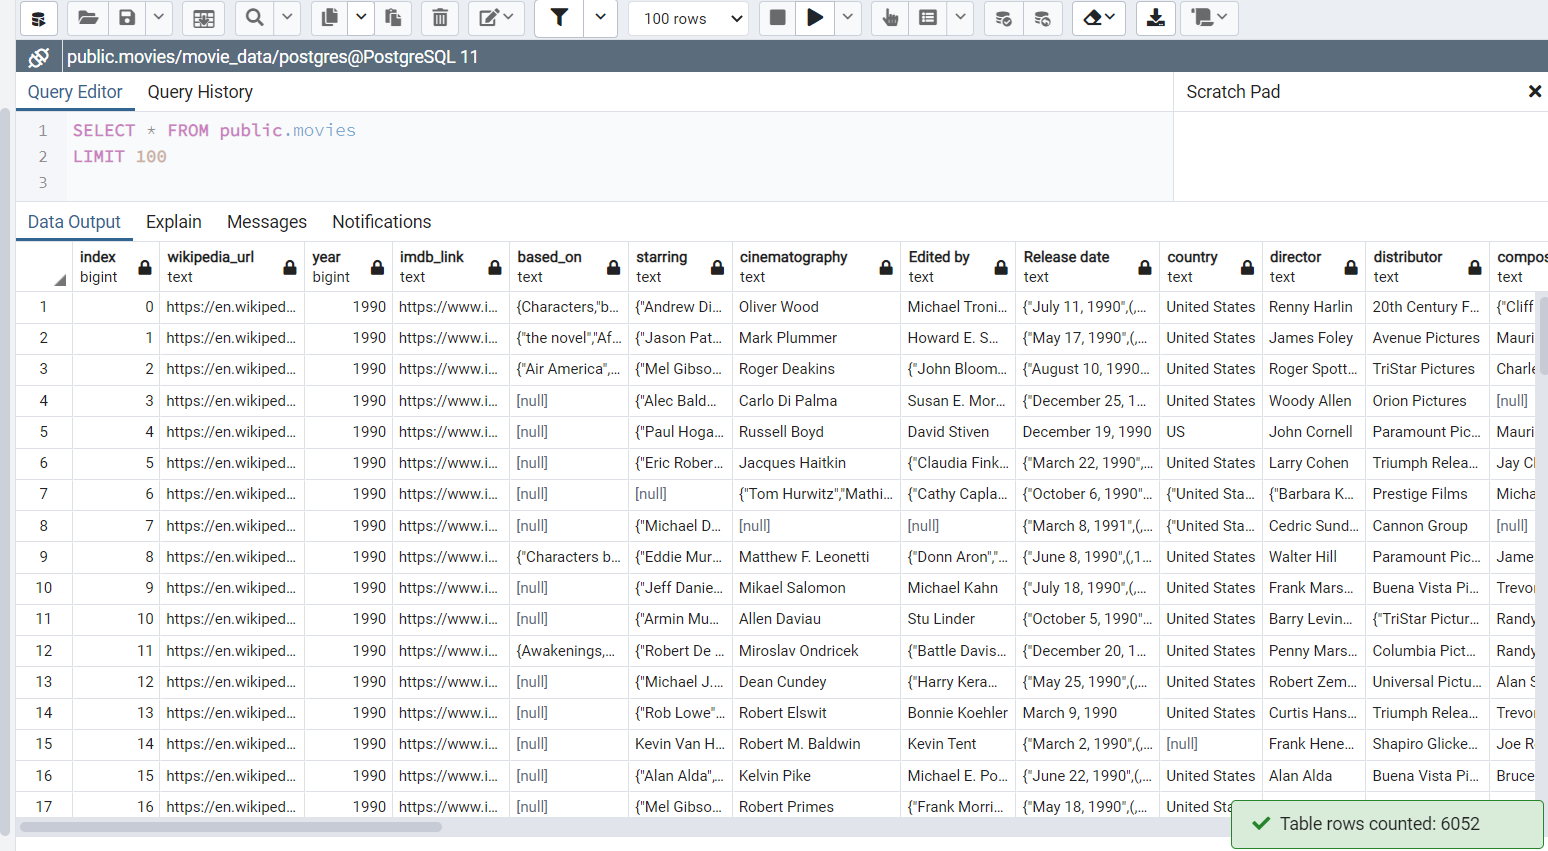 100 rows
public.movies/movie_data/postgres@PostgreSQL 11
Query Editor Query History Scratch Pad
1 SELECT * FROM public.movies
2 LIMIT 100
3
Data Output Explain Messages Notifications
index wikipedia_url year imdb_link based_on starring cinematography Edited by Release date country director distributor compos
bigint text bigint text text text text text text text text text text
1 0 https://en.wikiped... 1990 https://www.i... {Characters,"b... {"Andrew Di... Oliver Wood Michael Troni... {"July 11, 1990",(,... United States Renny Harlin 20th Century F... {"Cliff
2 1 https://en.wikiped... 1990 https://www.i... {"the novel","Af... {"Jason Pat... Mark Plummer Howard E. S... {"May 17, 1990",(,... United States James Foley Avenue Pictures Mauri
3 2 https://en.wikiped... 1990 https://www.i... {"Air America",... {"Mel Gibso... Roger Deakins {"John Bloom... {"August 10, 1990... United States Roger Spott... TriStar Pictures Charle
4 3 https://en.wikiped... 1990 https://www.i... [null] {"Alec Bald... Carlo Di Palma Susan E. Mor... {"December 25, 1... United States Woody Allen Orion Pictures [null]
5 4 https://en.wikiped... 1990 https://www.i... [null] {"Paul Hoga... Russell Boyd David Stiven December 19, 1990 US John Cornell Paramount Pic... Mauri
6 5 https://en.wikiped... 1990 https://www.i... [null] {"Eric Rober... Jacques Haitkin {"Claudia Fink... {"March 22, 1990",... United States Larry Cohen Triumph Relea... Jay Cl
7 6 https://en.wikiped... 1990 https://www.i... [null] [null] {"Tom Hurwitz","Mathi... {"Cathy Capla... {"October 6, 1990"... {"United Sta... {"Barbara K... Prestige Films Micha
8 7 https://en.wikiped... 1990 https://www.i... [null] {"Michael D... [null] [null] {"March 8, 1991",(,... {"United Sta... Cedric Sund... Cannon Group [null]
9 8 https://en.wikiped... 1990 https://www.i... {"Characters b... {"Eddie Mur... Matthew F. Leonetti {"Donn Aron","... {"June 8, 1990",(,1... United States Walter Hill Paramount Pic... Jame
10 9 https://en.wikiped... 1990 https://www.i... [null] {"Jeff Danie... Mikael Salomon Michael Kahn {"July 18, 1990",(,... United States Frank Mars... Buena Vista Pi... Trevo
11 10 https://en.wikiped... 1990 https://www.i... [null] {"Armin Mu... Allen Daviau Stu Linder {"October 5, 1990"... United States Barry Levin... {"TriStar Pictur... Randy
12 11 https://en.wikiped... 1990 https://www.i... {Awakenings,... {"Robert De ... Miroslav Ondricek {"Battle Davis... {"December 20, 1... United States Penny Mars... Columbia Pict... Randy
13 12 https://en.wikiped... 1990 https://www.i... [null] {"Michael J.... Dean Cundey {"Harry Kera... {"May 25, 1990",(,... United States Robert Zem... Universal Pictu... Alan S
14 13 https://en.wikiped... 1990 https://www.i... [null] {"Rob Lowe"... Robert Elswit Bonnie Koehler March 9, 1990 United States Curtis Hans... Triumph Relea... Trevo
15 14 https://en.wikiped... 1990 https://www.i... [null] Kevin Van H... Robert M. Baldwin Kevin Tent {"March 2, 1990",(,... [null] Frank Hene... Shapiro Glicke... Joe R
16 15 https://en.wikiped... 1990 https://www.i... [null] {"Alan Alda",... Kelvin Pike Michael E. Po... {"June 22, 1990",(,... United States Alan Alda Buena Vista Pi... Bruce
17 16 https://en.wikiped... 1990 https://www.i... [null] {"Mel Gibso... Robert Primes {"Frank Morri... {"May 18, 1990",(,... United Sta
Table rows counted: 6052